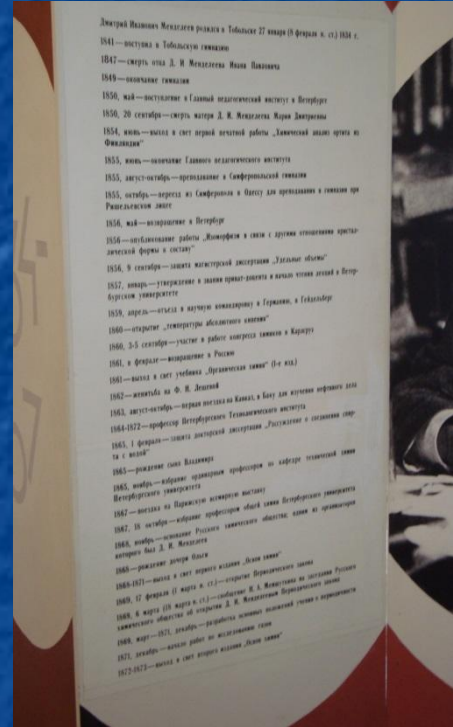 Дмитрий Иванович Менделеев родился в Тобольске 27 января (8 февраля н. ст.) 1834 г.
1841—поступил в Тобольскую гимназию
1847—смерть отца Д. И Менделеева Ивана Павловича
1849—окончание гимназии
1850, май—поступление в Главный педагогический институт в Петербурге
1850, 20 сентября—смерть матери Д. И. Менделеева Марии Дмитриевны
1854, июнь—выход в свет первой печатной работы „Химический анализ ортита из
Финляндии"
1855, июнь—окончание Главного педагогического института
1855, август-октябрь—преподавание в Симферопольской гимназии
1855, октябрь—переезд из Симферополя в Одессу для преподавания в гимназии при
Ришельевском лицее
1856, май—возвращение в Петербург
1856—опубликование работы „Изоморфизм в связи с другими отношениями кристал-
лической формы к составу"
1856, 9 сентября—защита магистерской диссертации „Удельные объемы"
1857, январь—утверждение в звании приват-доцента и начало чтения лекций в Петер-
бургском университете
1859, апрель—отъезд в научную командировку в Германию, в Гейдельберг
1860—открытие „температуры абсолютного кипения"
1860, 3-5 сентября—участие в работе конгресса химиков в Карлсруэ
1861, в феврале—возвращение в Россию
1861—выход в свет учебника „Органическая химия" (1-е изд.)
1862—женитьба на Ф. Н. Лещевой
1863, август-октябрь—первая поездка на Кавказ, в Баку для изучения нефтяного дела
1864-1872—профессор Петербургского Технологического института
1865, 1 февраля—защита докторской диссертации „Рассуждение о соединении спир-
та с водой"
1865—рождение сына Владимира
1865, ноябрь—избрание ординарным профессором по кафедре технической химии
Петербургского университета
1867—поездка на Парижскую всемирную выставку
1867, 18 октября—избрание профессором общей химии Петербургского университета
1868, ноябрь—основание Русского химического общества; одним из организаторов
которого был Д. И. Менделеев
1868—рождение дочери Ольги
1868-1871—выход в свет первого издания „Основ химии"
1869, 17 февраля (1 марта н. ст.)—открытие Периодического закона
1869, 6 марта (18 марта н. ст.)—сообщение Н. А. Меншуткина на заседании Русского
химического общества об открытии Д. И. Менделеевым Периодического закона
1869, март—1871, декабрь—разработка основных положений учения о периодичности
1871, декабрь—начало работ по исследованию газов
1872-1873—выход в свет второго издания „Основ химии"